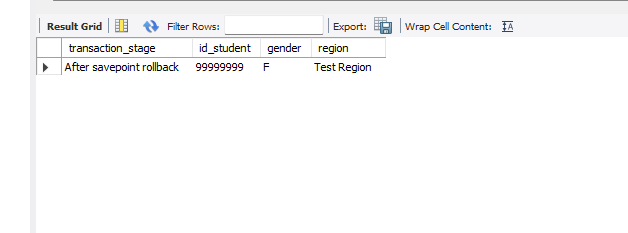 Result Grid Filter Rows: Export: Wrap Cell Content:
transaction_stage id_student gender region
After savepoint rollback 99999999 F Test Region